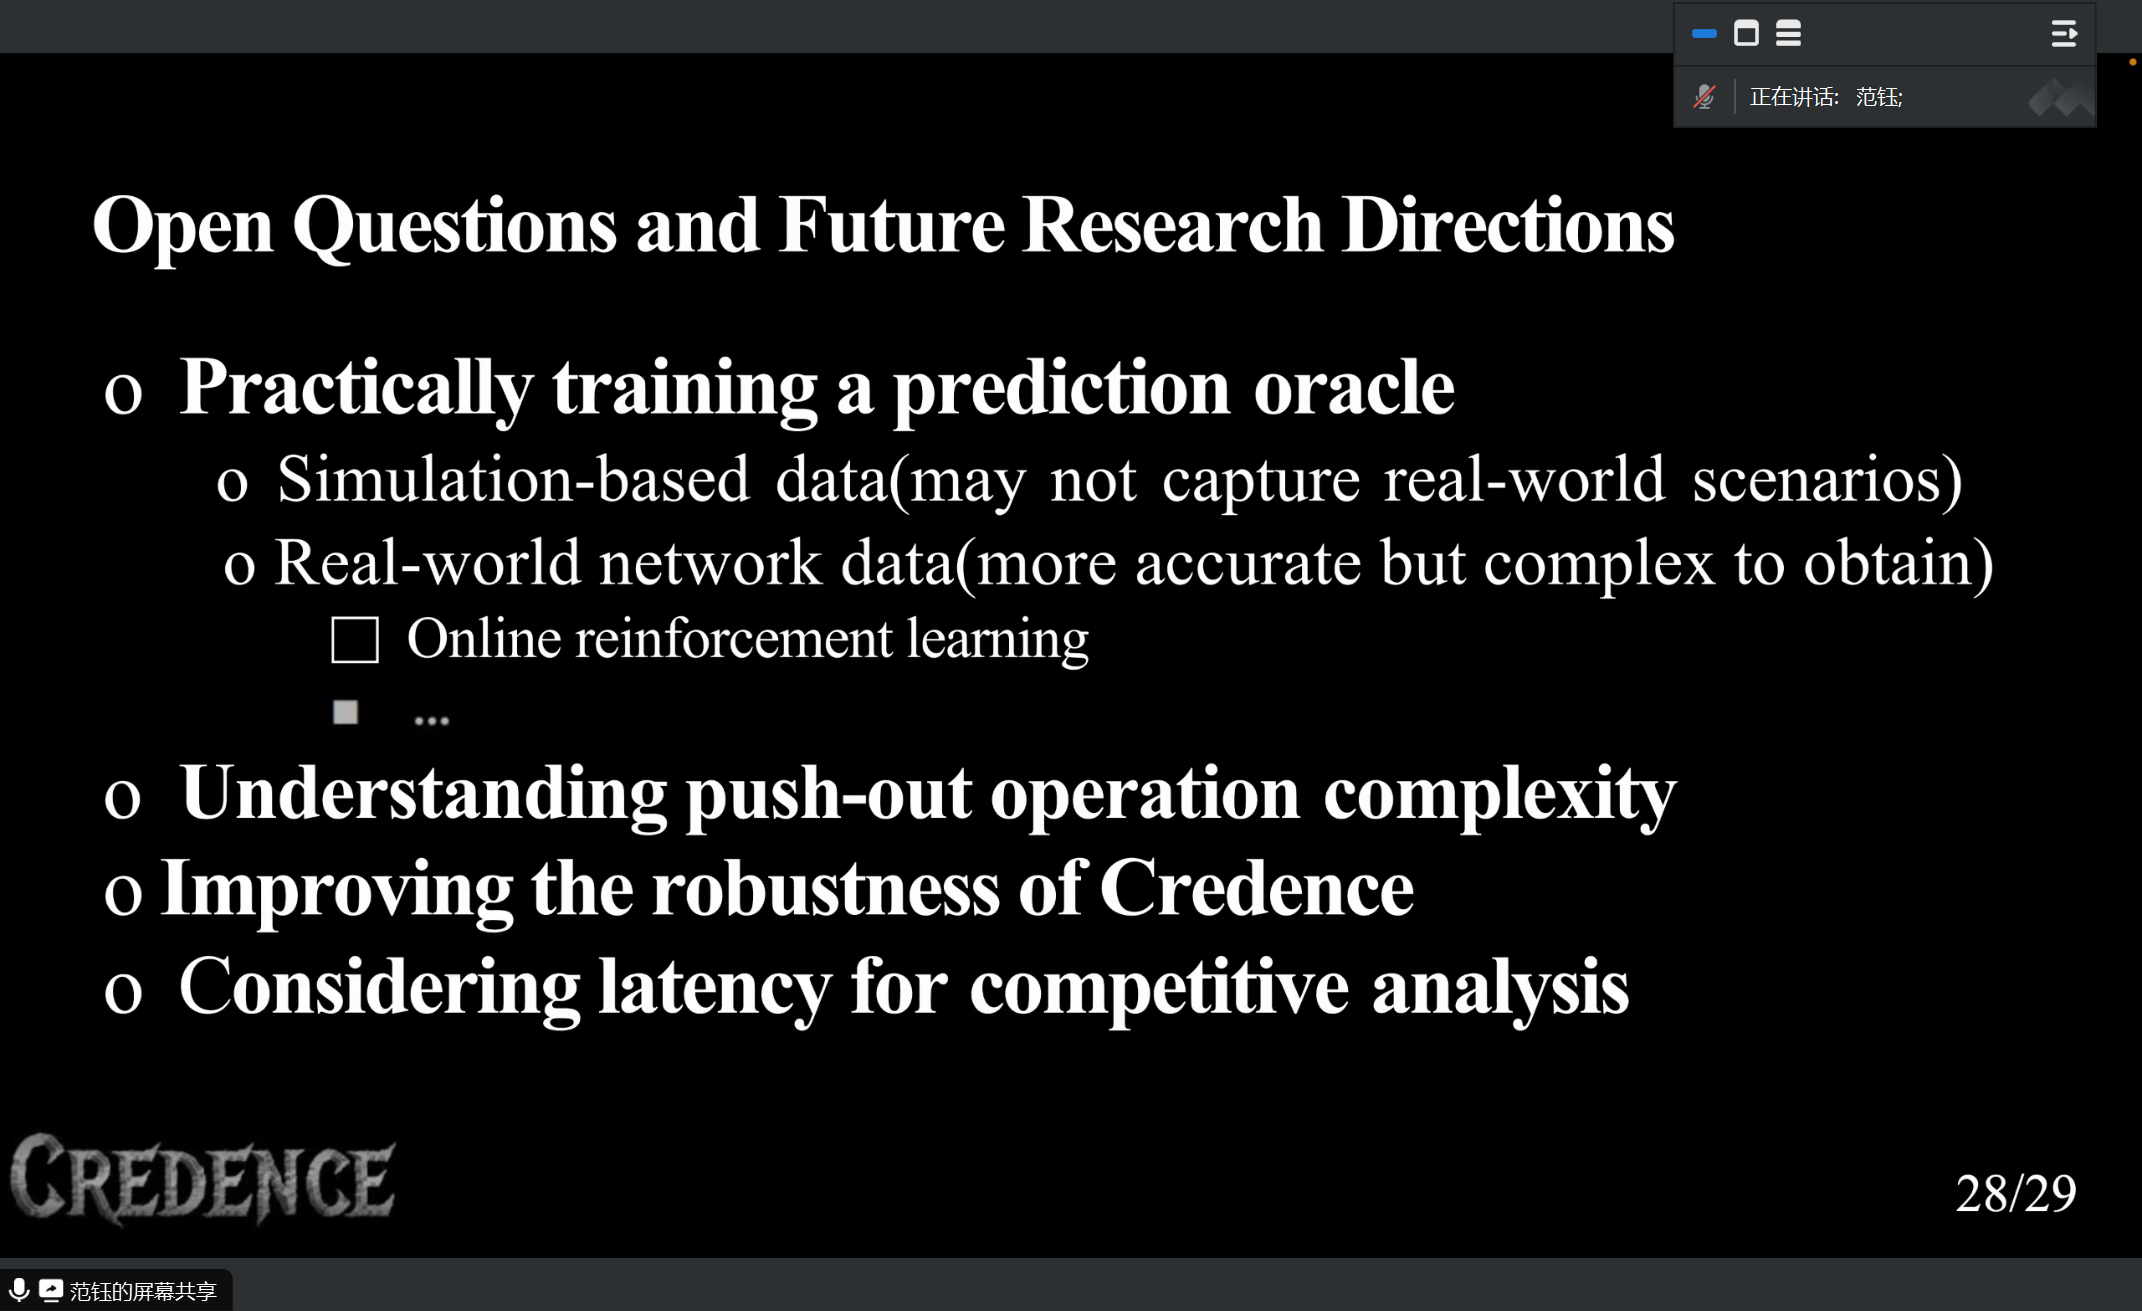 正在讲话: 范钰;
Open Questions and Future Research Directions
o Practically training a prediction oracle
o Simulation-based data(may not capture real-world scenarios)
o Real-world network data(more accurate but complex to obtain)
□ Online reinforcement learning
■ ...
o Understanding push-out operation complexity
o Improving the robustness of Credence
o Considering latency for competitive analysis
CREDENCE
28/29
范钰的屏幕共享